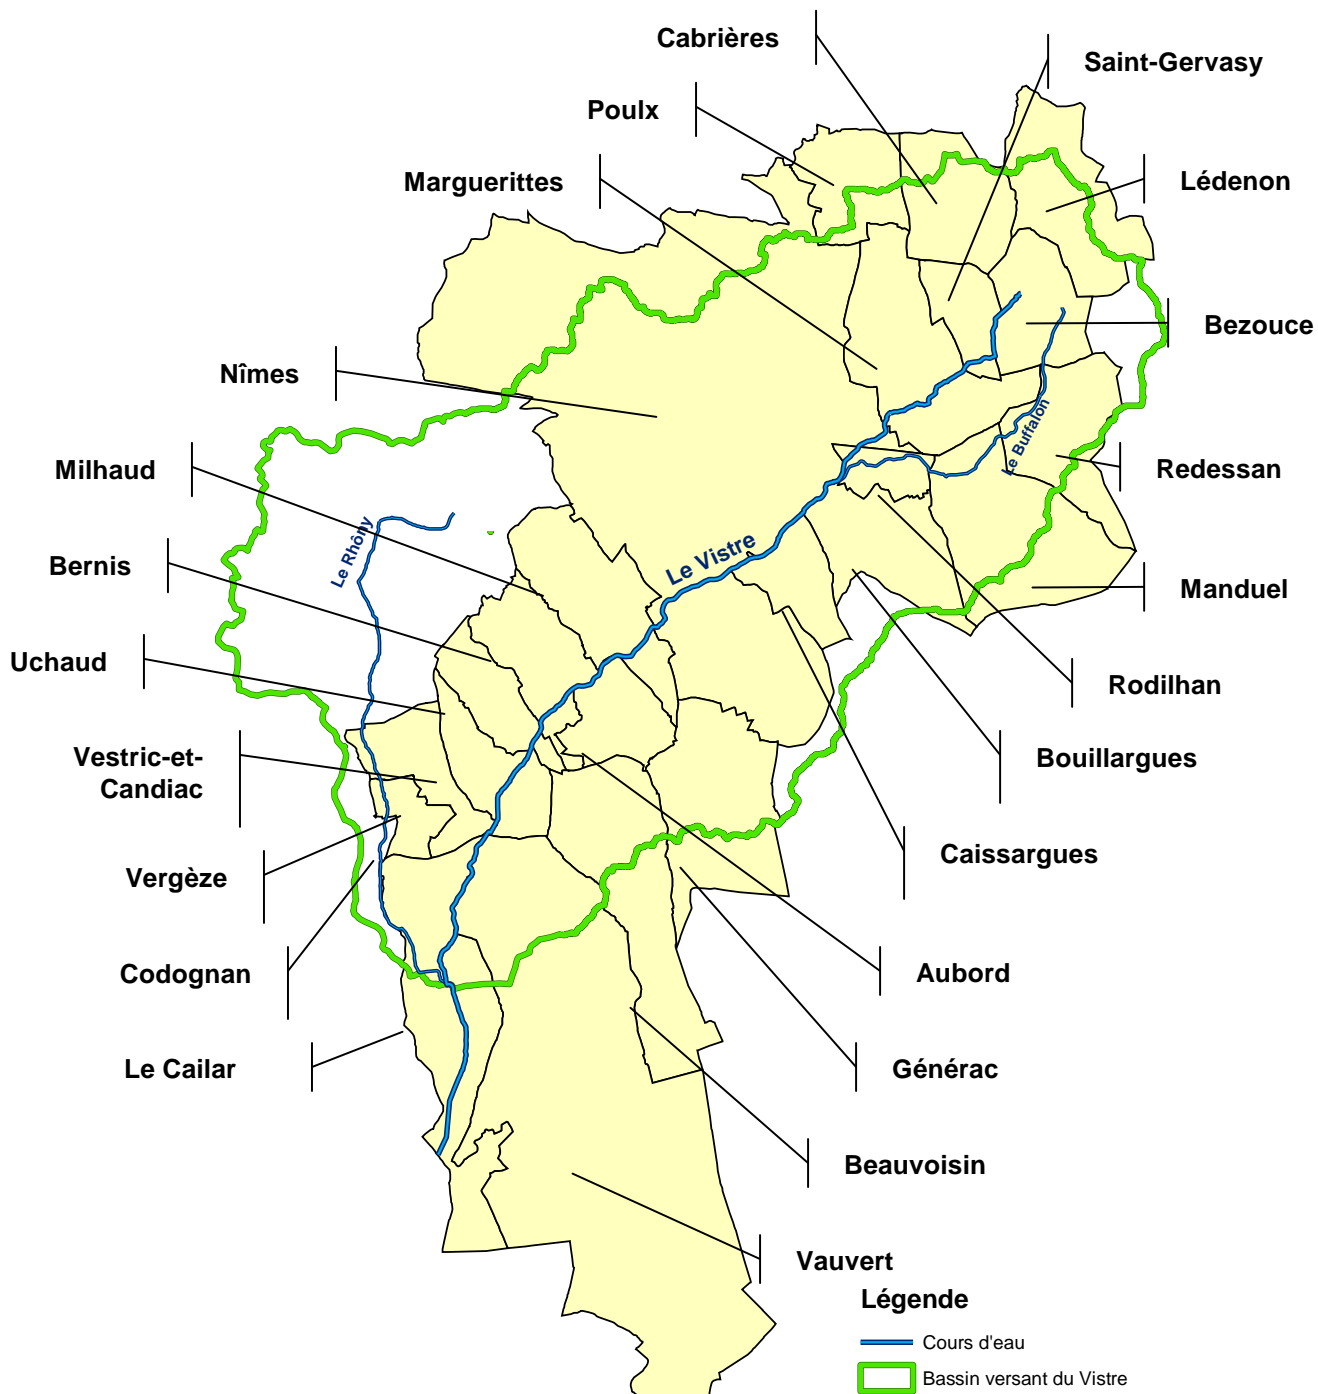 Cabrières
Saint-Gervasy
Poulx
Marguerittes
Lédenon
Bezouce
Nîmes
Le Buffalon
Milhaud
Redessan
Le Rhôny
Le Vistre
Bernis
Manduel
Uchaud
Rodilhan
Vestric-et-
Candiac
Bouillargues
Caissargues
Vergèze
Codognan
Aubord
Le Cailar
Générac
Beauvoisin
Vauvert
Légende
Cours d'eau
Bassin versant du Vistre